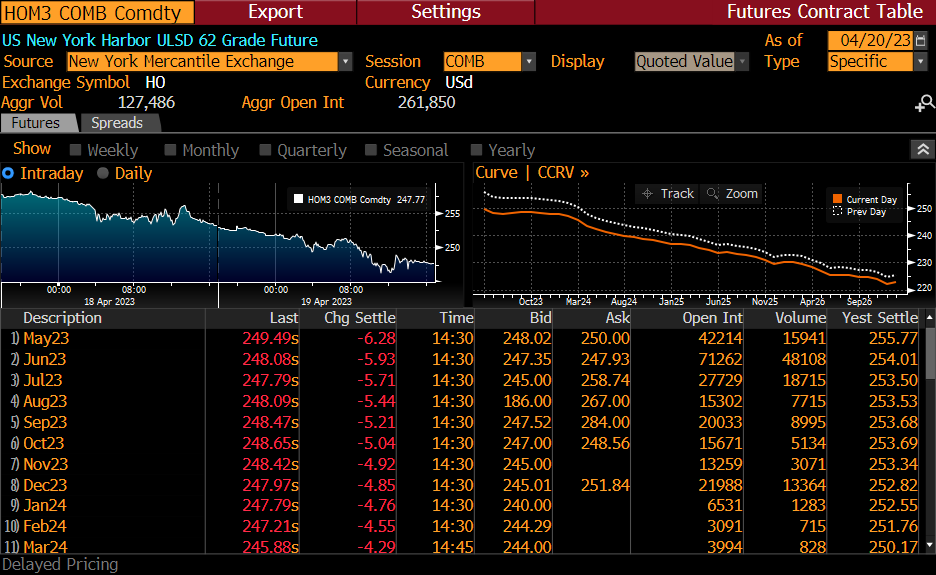 HOM3 COMB Comdty Export Settings Futures Contract Table
US New York Harbor ULSD 62 Grade Future As of 04/20/23
Source New York Mercantile Exchange Session COMB Display Quoted Value Type Specific
Exchange Symbol HO Currency USd
Aggr Vol 127,486 Aggr Open Int 261,850
Futures Spreads
Show Weekly Monthly Quarterly Seasonal Yearly
Intraday Daily Curve | CCRV »
HOM3 COMB Comdty 247.77 Track Zoom Current Day
Prev Day
255 250
250 240
230
220
00:00 08:00 00:00 08:00 Oct23 Mar24 Aug24 Jan25 Jun25 Nov25 Apr26 Sep26
18 Apr 2023 19 Apr 2023
Description Last Chg Settle Time Bid Ask Open Int Volume Yest Settle
1) May23 249.49s -6.28 14:30 248.02 250.00 42214 15941 255.77
2) Jun23 248.08s -5.93 14:30 247.35 247.93 71262 48108 254.01
3) Jul23 247.79s -5.71 14:30 245.00 258.74 27729 18715 253.50
4) Aug23 248.09s -5.44 14:30 186.00 267.00 15302 7715 253.53
5) Sep23 248.47s -5.21 14:30 247.52 284.00 20033 8995 253.68
6) Oct23 248.65s -5.04 14:30 247.00 248.56 15671 5134 253.69
7) Nov23 248.42s -4.92 14:30 245.00 13259 3071 253.34
8) Dec23 247.97s -4.85 14:30 245.01 251.84 21988 13364 252.82
9) Jan24 247.79s -4.76 14:30 240.00 6531 1283 252.55
10) Feb24 247.21s -4.55 14:30 244.29 3091 715 251.76
11) Mar24 245.88s -4.29 14:45 244.00 3994 828 250.17
Delayed Pricing